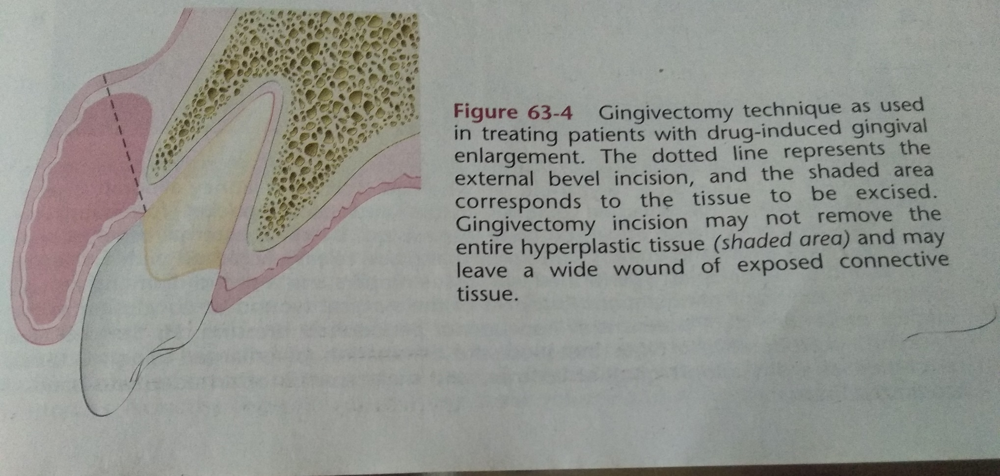 Figure 63-4 Gingivectomy technique as used
in treating patients with drug-induced gingival
enlargement. The dotted line represents the
external bevel incision, and the shaded area
corresponds to the tissue to be excised.
Gingivectomy incision may not remove the
entire hyperplastic tissue (shaded area) and may
leave a wide wound of exposed connective
tissue.